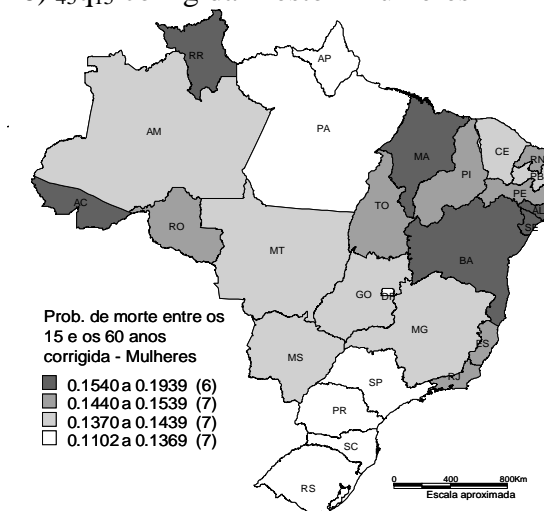 RR
AP
AM
PA
MA
CE
RN
PB
PI
PE
AL
SE
AC
RO
TO
BA
MT
GO
DF
MG
ES
MS
SP
RJ
PR
SC
RS
Prob. de morte entre os
15 e os 60 anos
corrigida - Mulheres
0.1540 a 0.1939 (6)
0.1440 a 0.1539 (7)
0.1370 a 0.1439 (7)
0.1102 a 0.1369 (7)
0 400 800Km
Escala aproximada